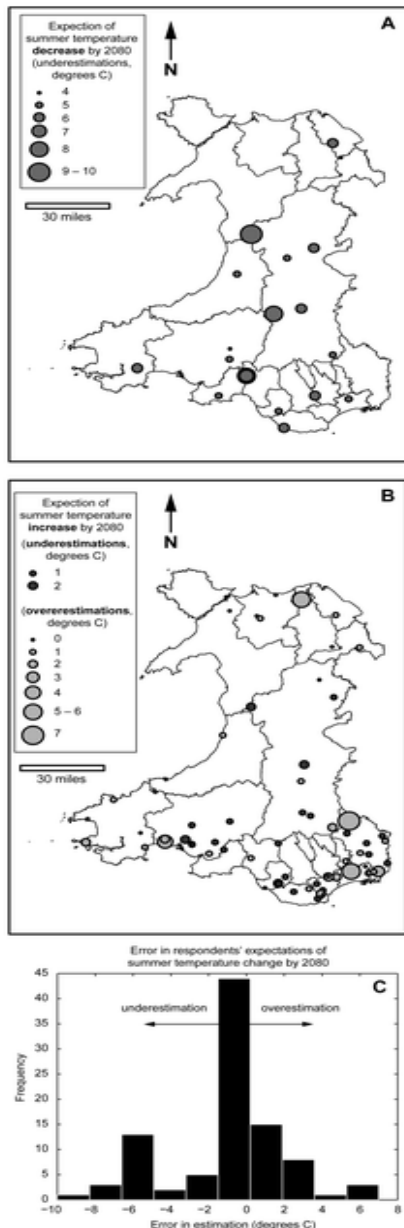 Expection of
summer temperature
decrease by 2080
(underestimations,
degrees C)
4
5
6
7
8
9 – 10
30 miles
N
A
Expection of
summer temperature
increase by 2080
(underestimations,
degrees C)
1
2
(overerestimations,
degrees C)
0
1
2
3
4
5 – 6
7
30 miles
N
B
Error in respondents' expectations of
summer temperature change by 2080
C
underestimation
overestimation
Frequency
45
40
35
30
25
20
15
10
5
0
−10 −8 −6 −4 −2 0 2 4 6 8
Error in estimation (degrees C)